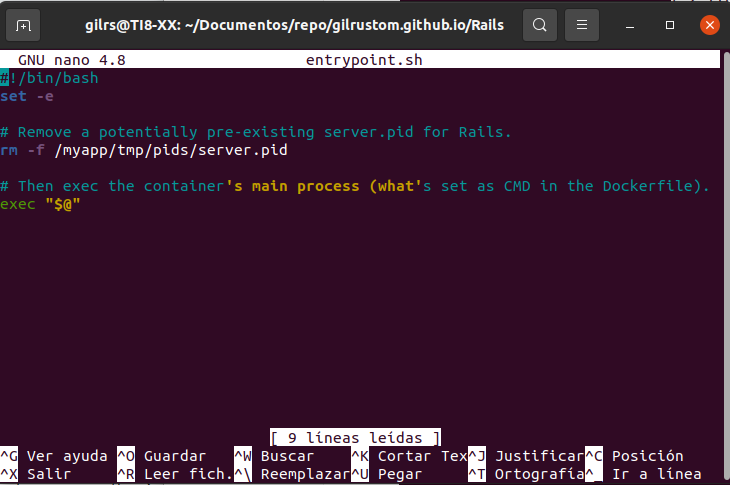 gilrs@TI8-XX: ~/Documentos/repo/gilrustom.github.io/Rails
GNU nano 4.8 entrypoint.sh
#!/bin/bash
set -e
# Remove a potentially pre-existing server.pid for Rails.
rm -f /myapp/tmp/pids/server.pid
# Then exec the container's main process (what's set as CMD in the Dockerfile).
exec "$@"
[ 9 líneas leídas ]
^G Ver ayuda ^O Guardar ^W Buscar ^K Cortar Tex^J Justificar^C Posición
^X Salir ^R Leer fich.^\ Reemplazar^U Pegar ^T Ortografía^_ Ir a línea